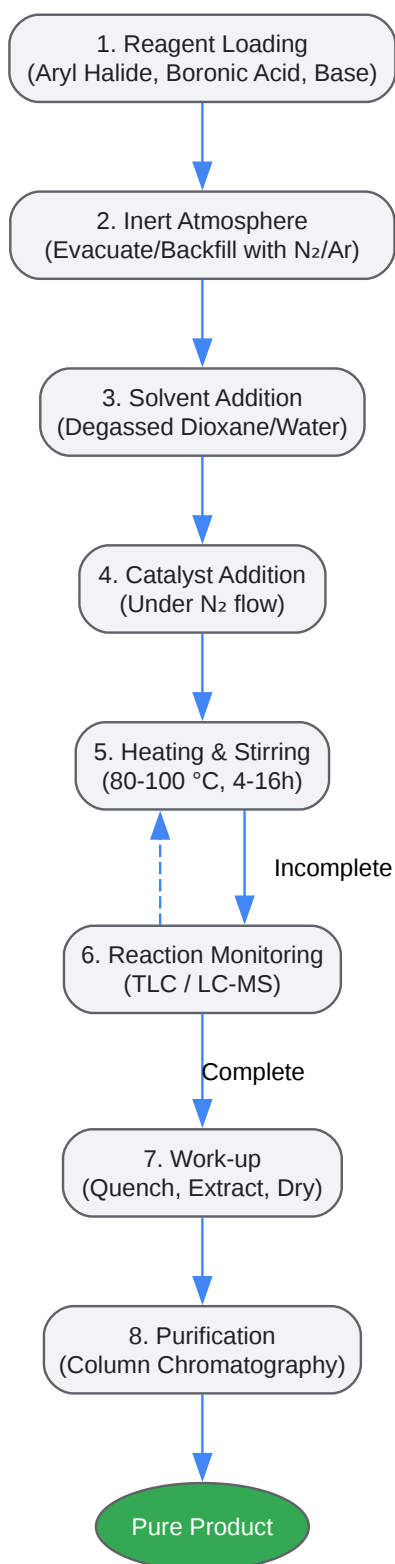 1. Reagent Loading
(Aryl Halide, Boronic Acid, Base)
2. Inert Atmosphere
(Evacuate/Backfill with N₂/Ar)
3. Solvent Addition
(Degassed Dioxane/Water)
4. Catalyst Addition
(Under N₂ flow)
5. Heating & Stirring
(80-100 °C, 4-16h)
Incomplete
6. Reaction Monitoring
(TLC / LC-MS)
Complete
7. Work-up
(Quench, Extract, Dry)
8. Purification
(Column Chromatography)
Pure Product